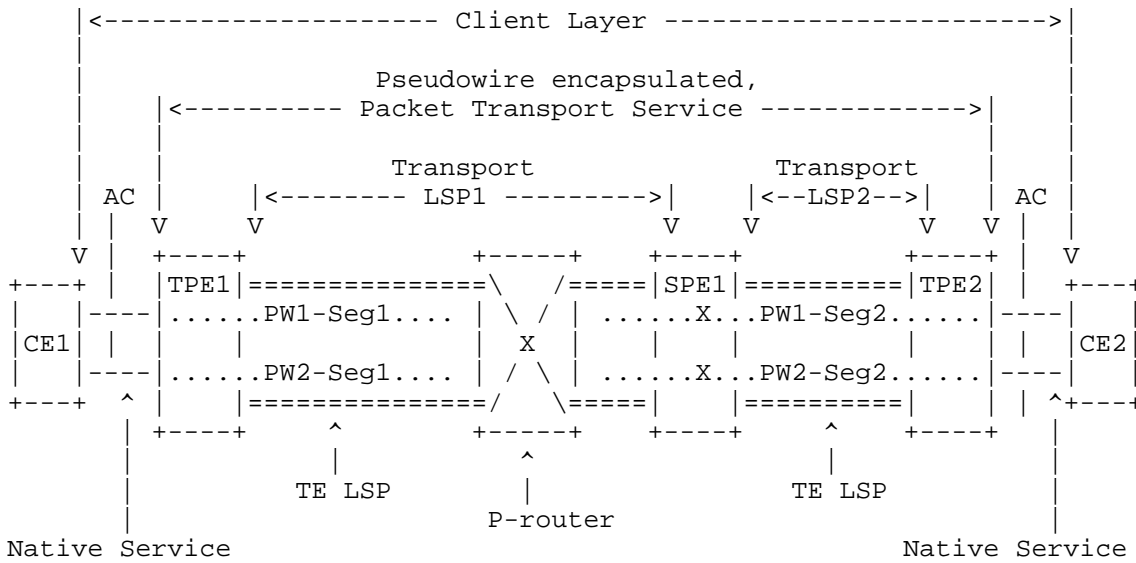 |<--------------------- Client Layer ------------------------>|
Pseudowire encapsulated,
|<---------- Packet Transport Service ------------->|
Transport Transport
AC |<-------- LSP1 --------->| |<--LSP2-->| AC
V V V V V V
V +----+ +-----+ +----+ +----+ V
+---+ |TPE1|===============\ /=====|SPE1|==========|TPE2| +---+
| |----|......PW1-Seg1.... | \ / | ......X...PW1-Seg2......|----| |
|CE1| | | | | X | | | | | |CE2|
| |----|......PW2-Seg1.... | / \ | ......X...PW2-Seg2......|----| |
+---+ ^ | |===============/ \=====| |==========| | | ^+---+
+----+ ^ +-----+ +----+ ^ +----+
^
TE LSP TE LSP
P-router
Native Service Native Service